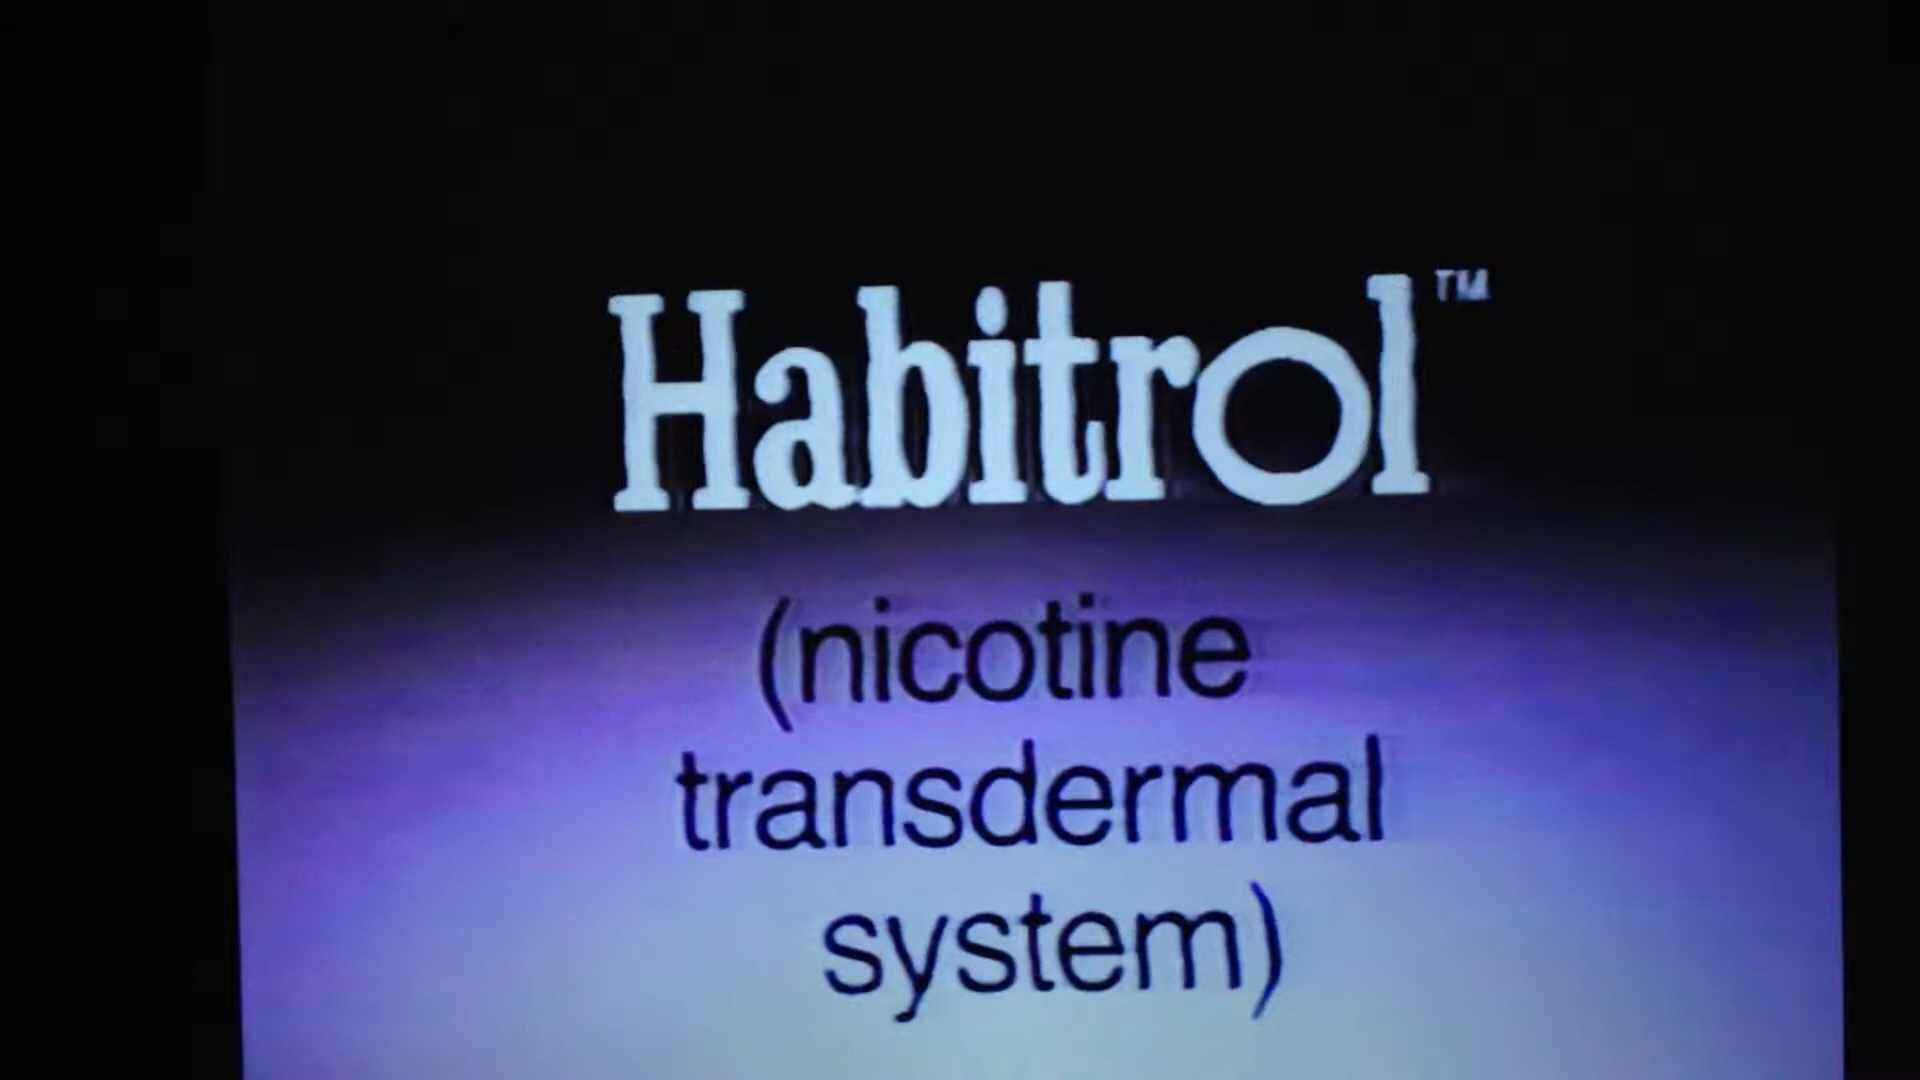 Habitrol™
(nicotine
transdermal
system)